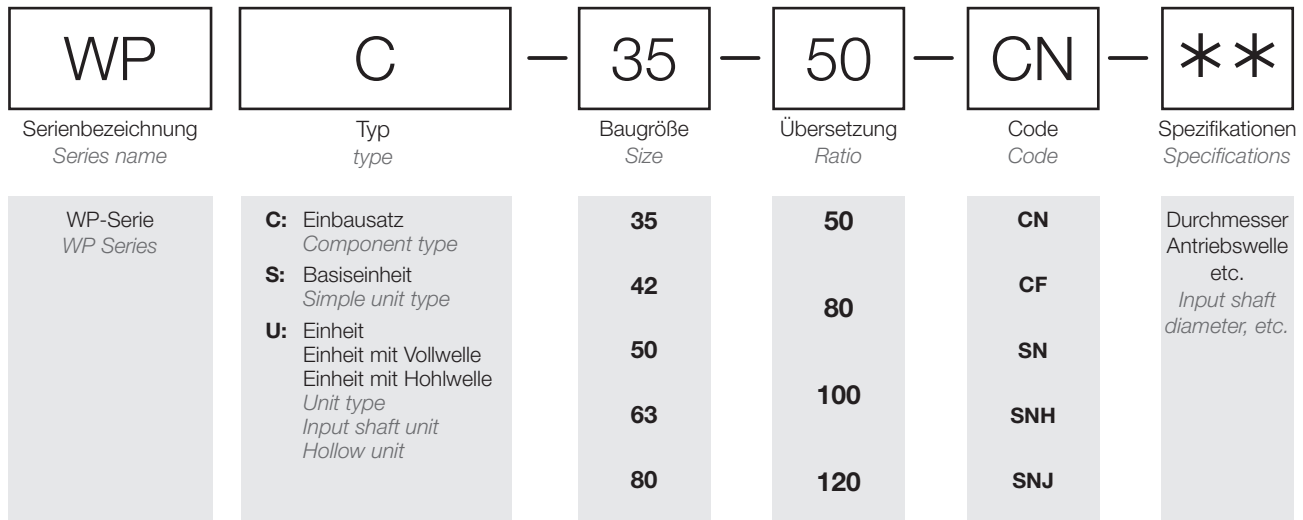 WP C – 35 – 50 – CN – **
Serienbezeichnung
Series name
Typ
type
Baugröße
Size
Übersetzung
Ratio
Code
Code
Spezifikationen
Specifications
WP-Serie
WP Series
C: Einbausatz
Component type
S: Basiseinheit
Simple unit type
U: Einheit
Einheit mit Vollwelle
Einheit mit Hohlwelle
Unit type
Input shaft unit
Hollow unit
35
42
50
63
80
50
80
100
120
CN
CF
SN
SNH
SNJ
Durchmesser
Antriebswelle
etc.
Input shaft
diameter, etc.